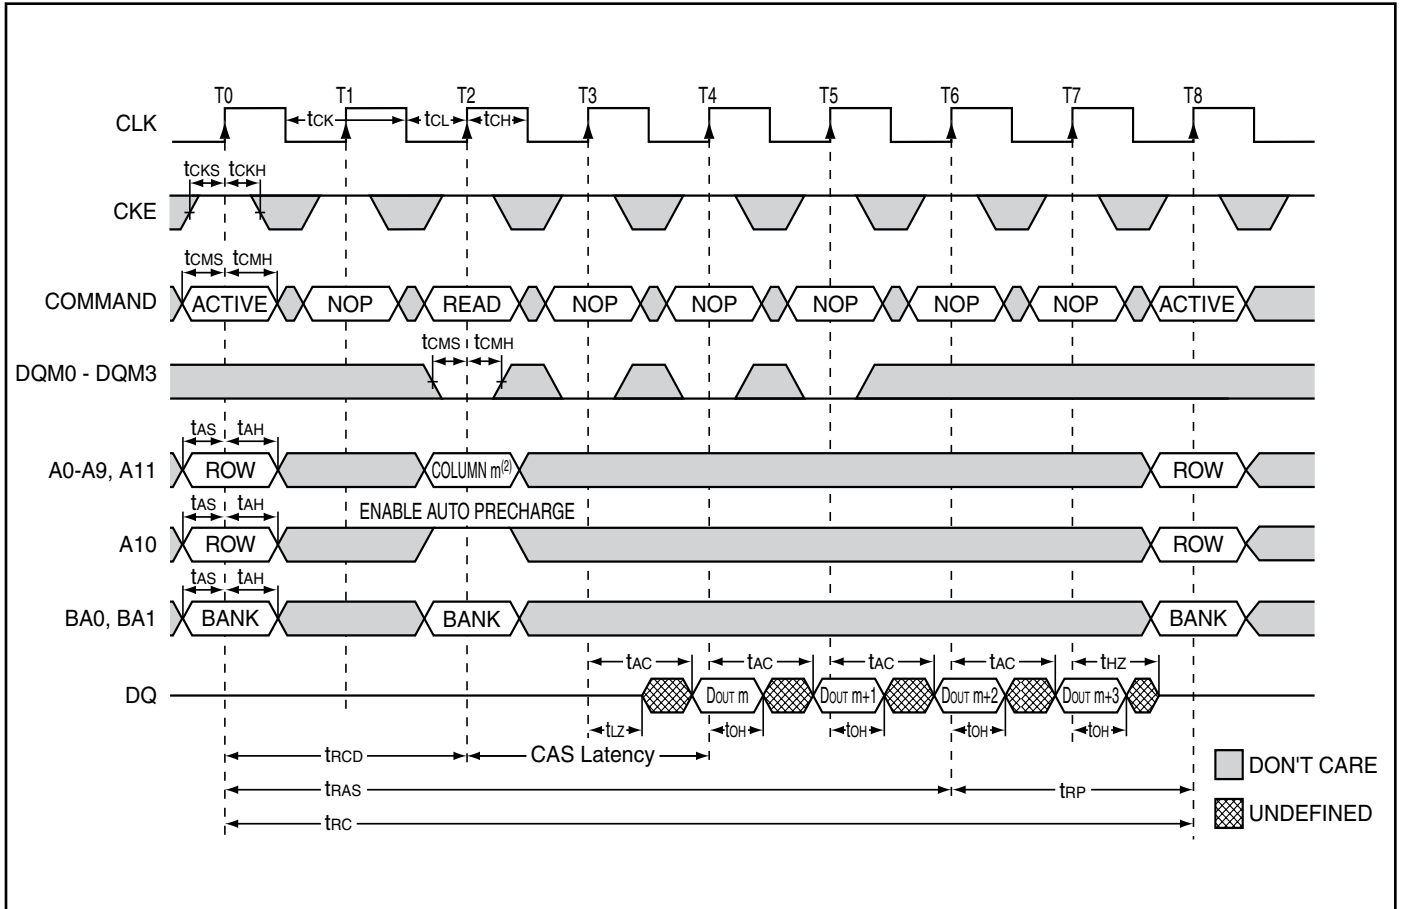 T0 T1 T2 T3 T4 T5 T6 T7 T8
CLK tCK tCL tCH
tCKS tCKH
CKE
tCMS tCMH
COMMAND ACTIVE NOP READ NOP NOP NOP NOP NOP ACTIVE
tCMS tCMH
DQM0 - DQM3
tAS tAH
A0-A9, A11 ROW COLUMN m(2) ROW
tAS tAH ENABLE AUTO PRECHARGE
A10 ROW ROW
tAS tAH
BA0, BA1 BANK BANK BANK
tAC tAC tAC tAC tHZ
DQ DOUT m DOUT m+1 DOUT m+2 DOUT m+3
tLZ tOH tOH tOH tOH
tRCD CAS Latency
DON'T CARE
tRAS tRP
UNDEFINED
tRC